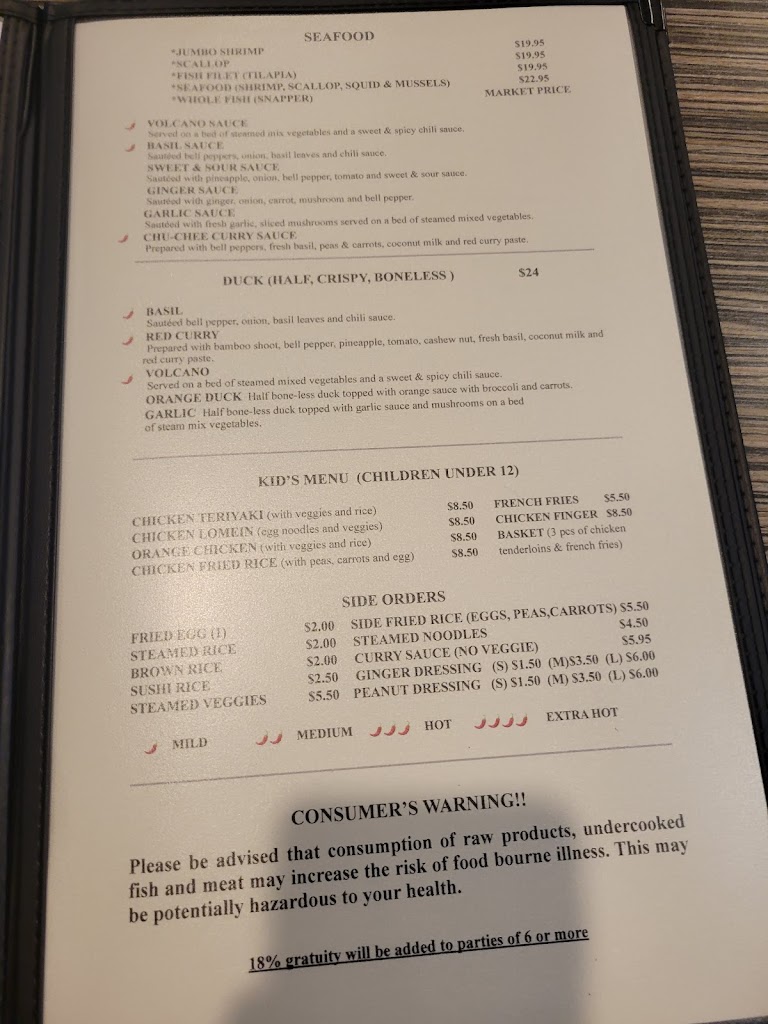 SEAFOOD
*JUMBO SHRIMP $19.95
*SCALLOP $19.95
*FISH FILET (TILAPIA) $19.95
*SEAFOOD (SHRIMP, SCALLOP, SQUID & MUSSELS) $22.95
*WHOLE FISH (SNAPPER) MARKET PRICE
VOLCANO SAUCE
Served on a bed of steamed mix vegetables and a sweet & spicy chili sauce.
BASIL SAUCE
Sautéed bell peppers, onion, basil leaves and chili sauce.
SWEET & SOUR SAUCE
Sautéed with pineapple, onion, bell pepper, tomato and sweet & sour sauce.
GINGER SAUCE
Sautéed with ginger, onion, carrot, mushroom and bell pepper.
GARLIC SAUCE
Sautéed with fresh garlic, sliced mushrooms served on a bed of steamed mixed vegetables.
CHU-CHEE CURRY SAUCE
Prepared with bell peppers, fresh basil, peas & carrots, coconut milk and red curry paste.
DUCK (HALF, CRISPY, BONELESS ) $24
BASIL
Sautéed bell pepper, onion, basil leaves and chili sauce.
RED CURRY
Prepared with bamboo shoot, bell pepper, pineapple, tomato, cashew nut, fresh basil, coconut milk and
red curry paste.
VOLCANO
Served on a bed of steamed mixed vegetables and a sweet & spicy chili sauce.
ORANGE DUCK Half bone-less duck topped with orange sauce with broccoli and carrots.
GARLIC Half bone-less duck topped with garlic sauce and mushrooms on a bed
of steam mix vegetables.
KID'S MENU (CHILDREN UNDER 12)
CHICKEN TERIYAKI (with veggies and rice) $8.50
CHICKEN LOMEIN (egg noodles and veggies) $8.50
ORANGE CHICKEN (with veggies and rice) $8.50
CHICKEN FRIED RICE (with peas, carrots and egg) $8.50
FRENCH FRIES $5.50
CHICKEN FINGER $8.50
BASKET (3 pcs of chicken
tenderloins & french fries)
SIDE ORDERS
FRIED EGG (1) $2.00
STEAMED RICE $2.00
BROWN RICE $2.00
SUSHI RICE $2.50
STEAMED VEGGIES $5.50
SIDE FRIED RICE (EGGS, PEAS,CARROTS) $5.50
STEAMED NOODLES $4.50
CURRY SAUCE (NO VEGGIE) $5.95
GINGER DRESSING (S) $1.50 (M)$3.50 (L) $6.00
PEANUT DRESSING (S) $1.50 (M) $3.50 (L) $6.00
MILD MEDIUM HOT EXTRA HOT
CONSUMER'S WARNING!!
Please be advised that consumption of raw products, undercooked
fish and meat may increase the risk of food bourne illness. This may
be potentially hazardous to your health.
18% gratuity will be added to parties of 6 or more